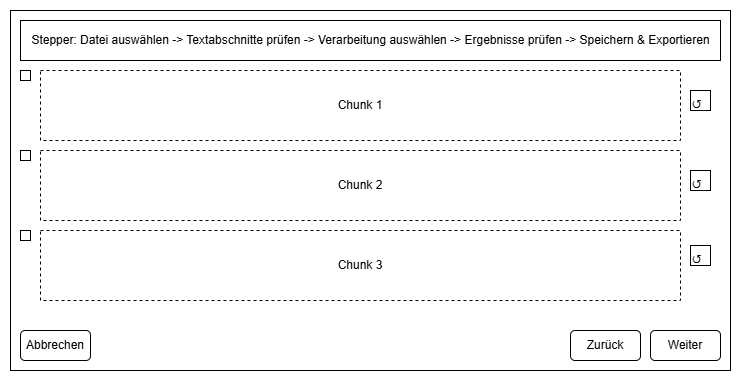 Stepper: Datei auswählen -> Textabschnitte prüfen -> Verarbeitung auswählen -> Ergebnisse prüfen -> Speichern & Exportieren
Chunk 1
↺
Chunk 2
↺
Chunk 3
↺
Abbrechen
Zurück
Weiter